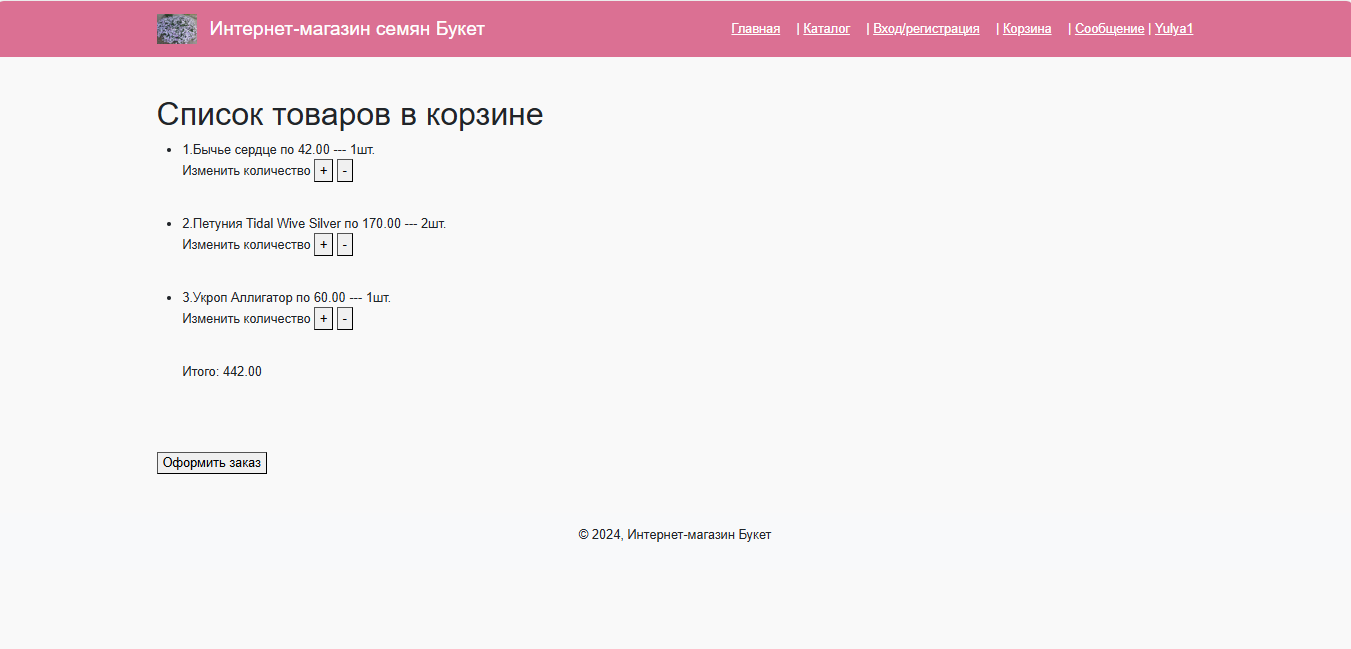 Интернет-магазин семян Букет
Главная | Каталог | Вход/регистрация | Корзина | Сообщение | Yulya1
Список товаров в корзине
1.Бычье сердце по 42.00 --- 1шт.
Изменить количество + -
2.Петуния Tidal Wive Silver по 170.00 --- 2шт.
Изменить количество + -
3.Укроп Аллигатор по 60.00 --- 1шт.
Изменить количество + -
Итого: 442.00
Оформить заказ
© 2024, Интернет-магазин Букет